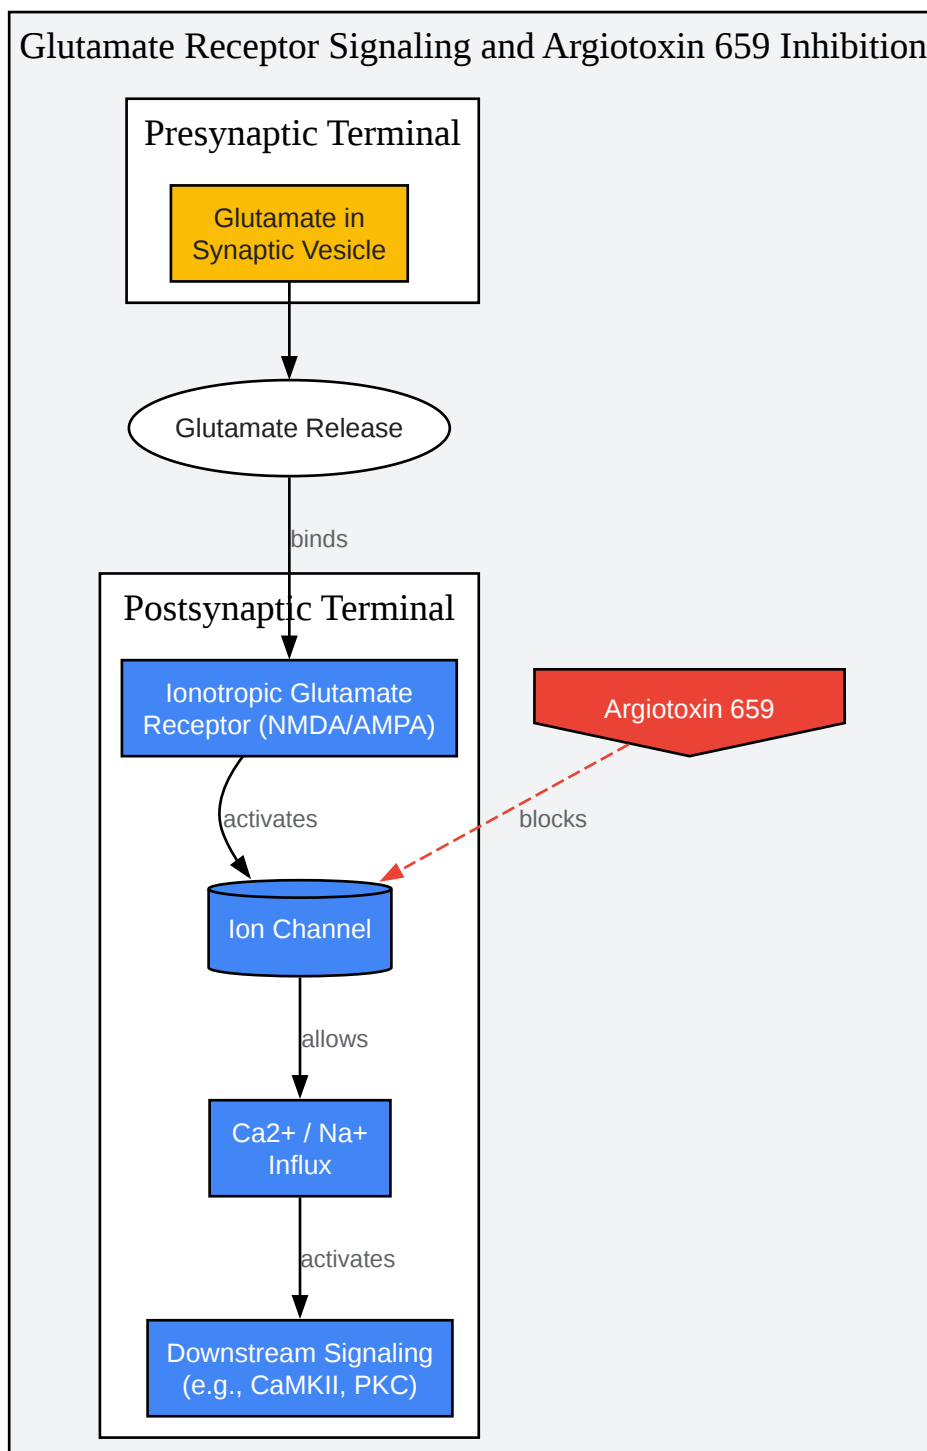 Glutamate Receptor Signaling and Argiotoxin 659 Inhibition
Presynaptic Terminal
Glutamate in
Synaptic Vesicle
Glutamate Release
binds
Postsynaptic Terminal
Ionotropic Glutamate
Receptor (NMDA/AMPA)
Argiotoxin 659
activates
blocks
Ion Channel
allows
Ca2+ / Na+
Influx
activates
Downstream Signaling
(e.g., CaMKII, PKC)